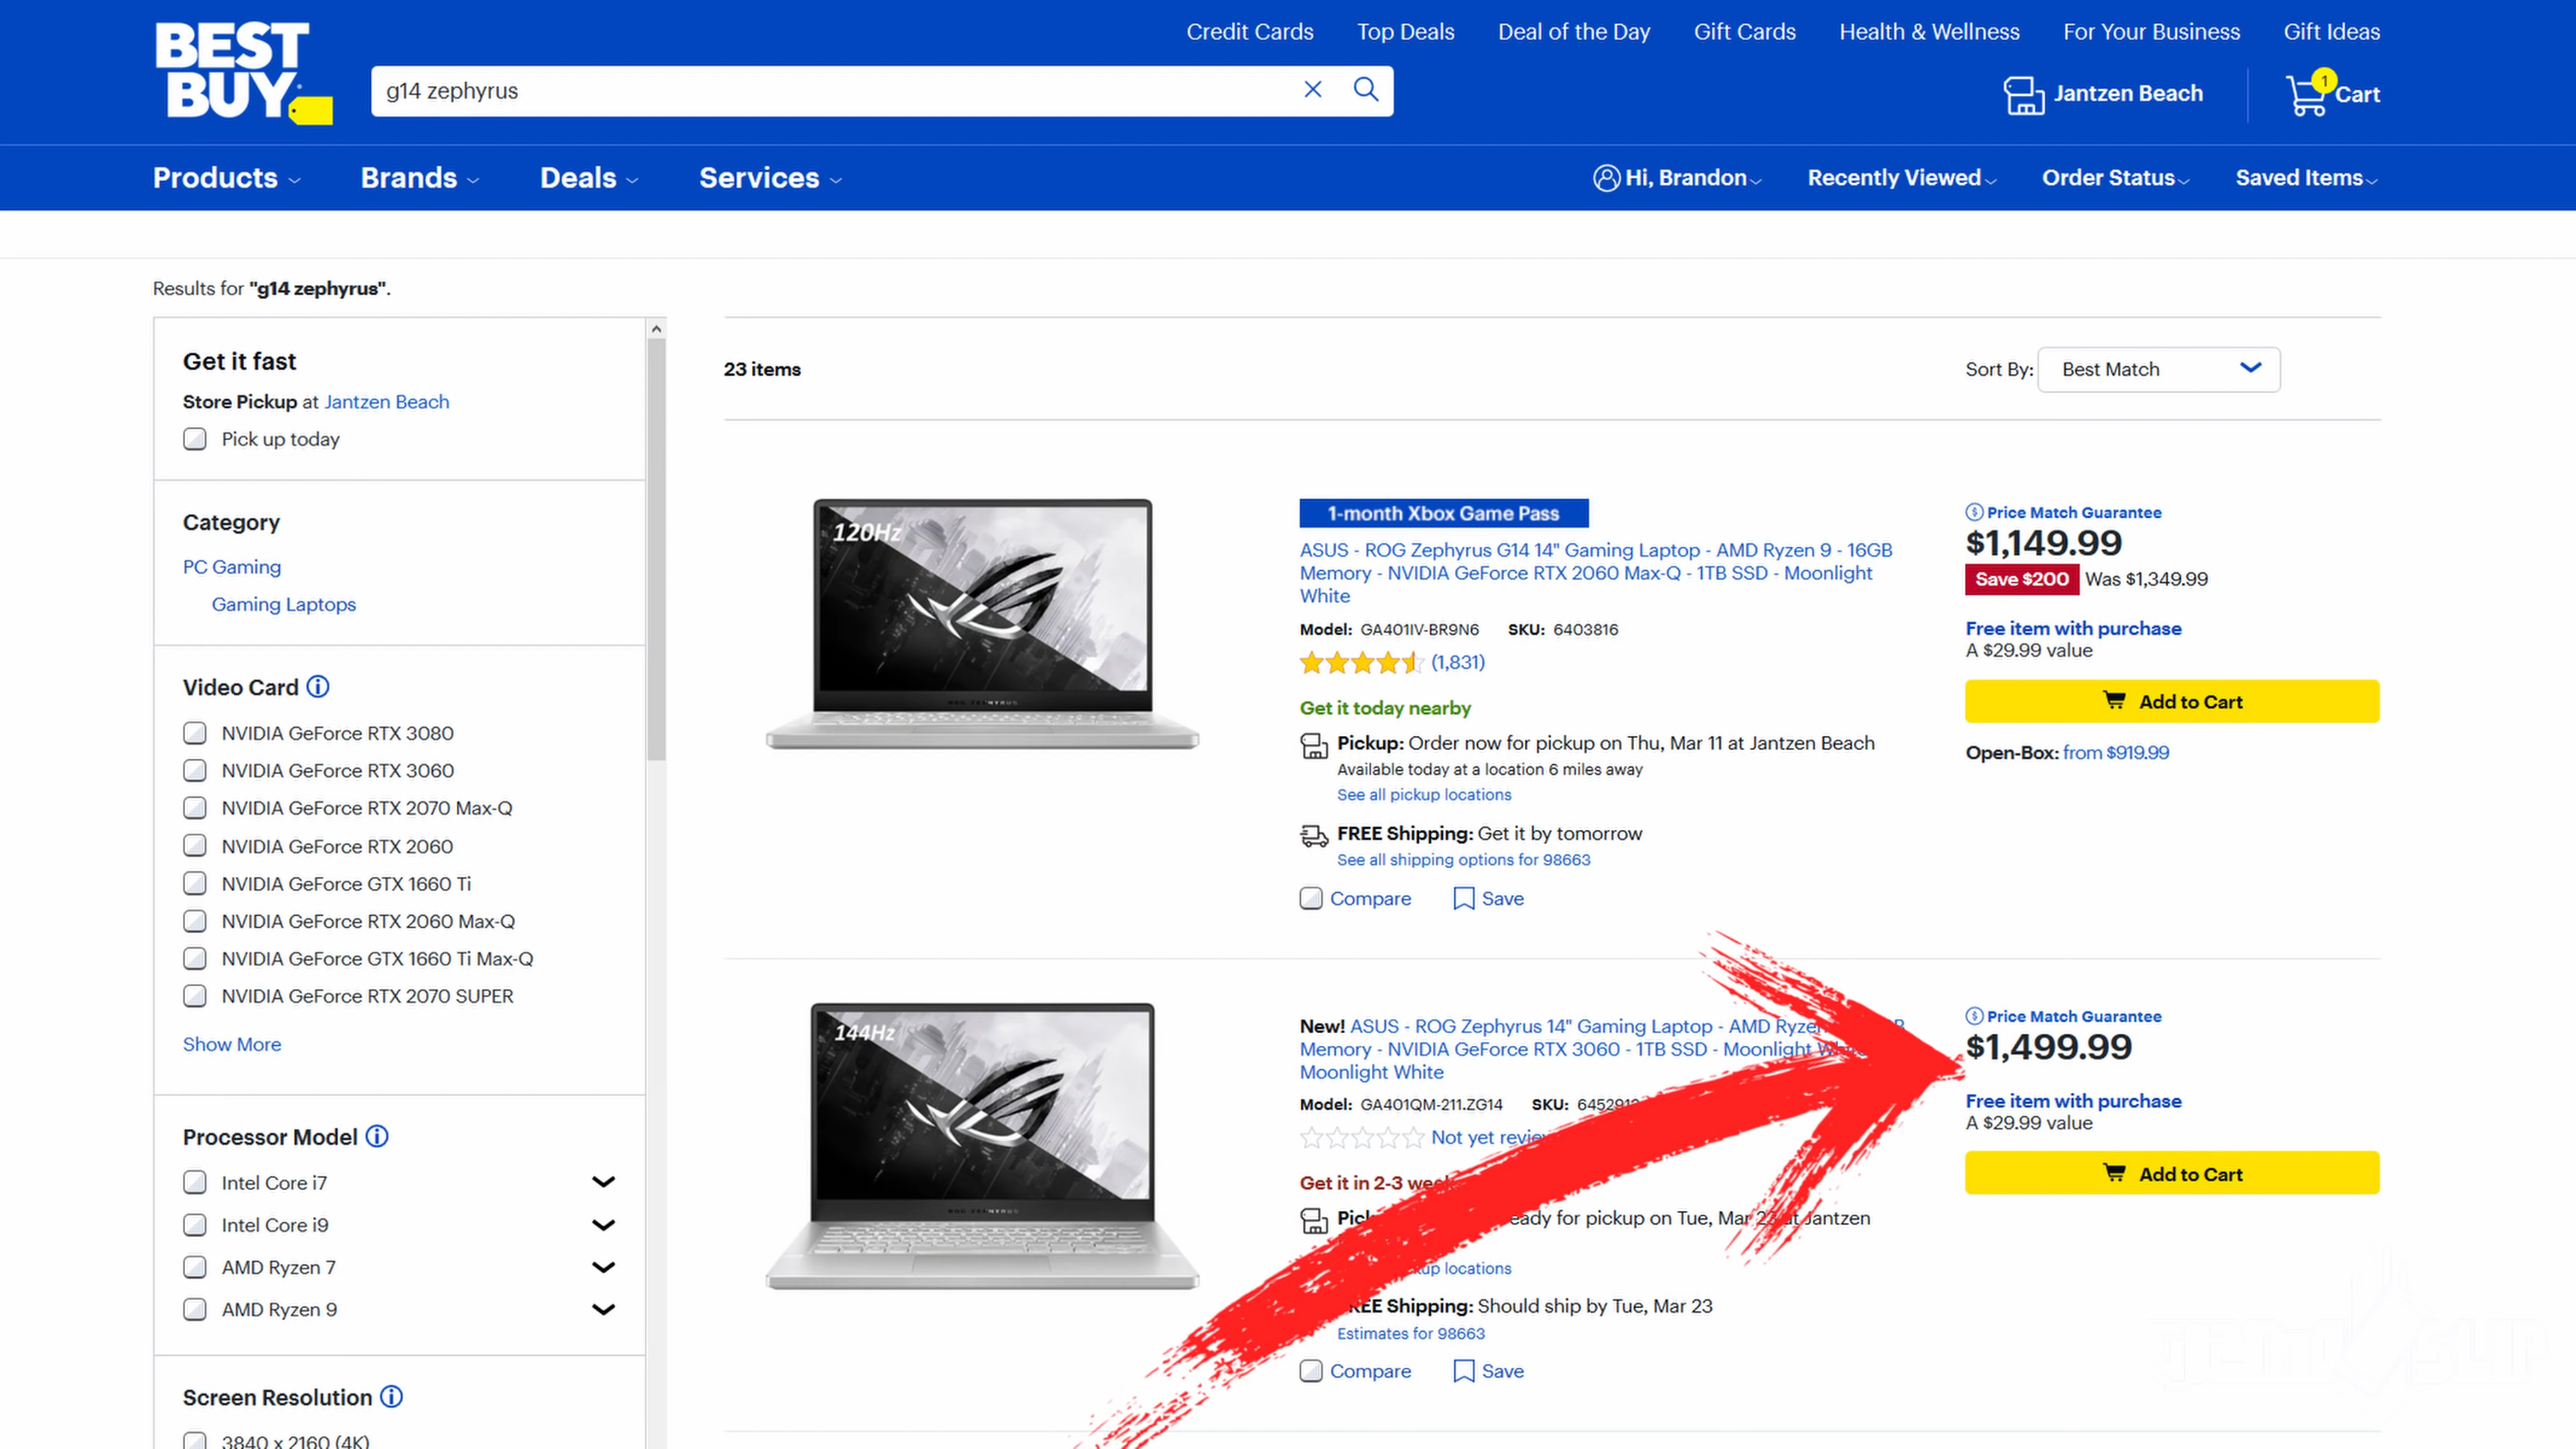 BEST
BUY
Credit Cards
Top Deals
Deal of the Day
Gift Cards
Health & Wellness
For Your Business
Gift Ideas
g14 zephyrus
Jantzen Beach
1
Cart
Products
Brands
Deals
Services
Hi, Brandon
Recently Viewed
Order Status
Saved Items
Results for "g14 zephyrus".
Get it fast
Store Pickup at Jantzen Beach
Pick up today
Category
PC Gaming
Gaming Laptops
Video Card
NVIDIA GeForce RTX 3080
NVIDIA GeForce RTX 3060
NVIDIA GeForce RTX 2070 Max-Q
NVIDIA GeForce RTX 2060
NVIDIA GeForce GTX 1660 Ti
NVIDIA GeForce RTX 2060 Max-Q
NVIDIA GeForce GTX 1660 Ti Max-Q
NVIDIA GeForce RTX 2070 SUPER
Show More
Processor Model
Intel Core i7
Intel Core i9
AMD Ryzen 7
AMD Ryzen 9
Screen Resolution
3840 x 2160 (4K)
23 items
Sort By:
Best Match
120Hz
ROG ZEPHYRUS
1-month Xbox Game Pass
ASUS - ROG Zephyrus G14 14" Gaming Laptop - AMD Ryzen 9 - 16GB
Memory - NVIDIA GeForce RTX 2060 Max-Q - 1TB SSD - Moonlight
White
Model: GA401IV-BR9N6 SKU: 6403816
(1,831)
Get it today nearby
Pickup: Order now for pickup on Thu, Mar 11 at Jantzen Beach
Available today at a location 6 miles away
See all pickup locations
FREE Shipping: Get it by tomorrow
See all shipping options for 98663
Compare
Save
Price Match Guarantee
$1,149.99
Save $200 Was $1,349.99
Free item with purchase
A $29.99 value
Add to Cart
Open-Box: from $919.99
144Hz
ROG ZEPHYRUS
New! ASUS - ROG Zephyrus 14" Gaming Laptop - AMD
Memory - NVIDIA GeForce RTX 3060 - 1TB SSD - Moonlight
Moonlight White
Model: GA401QM-211.ZG14 SKU:
Not yet
Get it in 2-3
for pickup on Tue, Mar 23 at Jantzen
locations
Shipping: Should ship by Tue, Mar 23
Estimates for 98663
Compare
Save
Price Match Guarantee
$1,499.99
Free item with purchase
A $29.99 value
Add to Cart